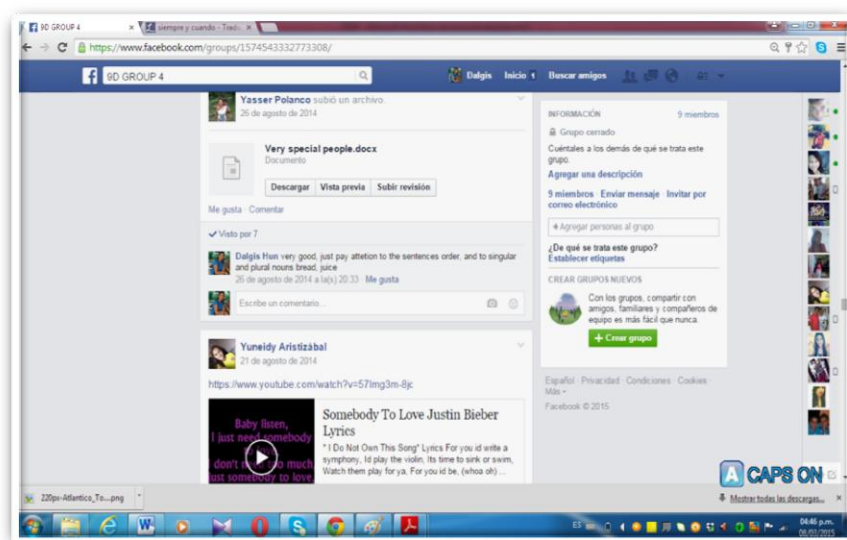 9D GROUP 4
siempre y cuando - Tradu
https://www.facebook.com/groups/1574543332773308/
9D GROUP 4
Dalgis Inicio 1 Buscar amigos
Yasser Polanco subió un archivo.
26 de agosto de 2014
Very special people.docx
Documento
Descargar Vista previa Subir revisión
Me gusta · Comentar
Visto por 7
Dalgis Hun very good, just pay attetion to the sentences order, and to singular
and plural nouns bread, juice
26 de agosto de 2014 a la(s) 20:33 · Me gusta
Escribe un comentario...
Yuneidy Aristizábal
21 de agosto de 2014
https://www.youtube.com/watch?v=57Img3m-8jc
Baby listen,
I just need somebody
I don't need too much
just somebody to love
Somebody To Love Justin Bieber
Lyrics
" I Do Not Own This Song" Lyrics For you id write a
symphony, Id play the violin, Its time to sink or swim,
Watch them play for ya, For you id be, (whoa oh) ...
INFORMACIÓN 9 miembros
Grupo cerrado
Cuéntales a los demás de qué se trata este
grupo.
Agregar una descripción
9 miembros · Enviar mensaje · Invitar por
correo electrónico
+ Agregar personas al grupo
¿De qué se trata este grupo?
Establecer etiquetas
CREAR GRUPOS NUEVOS
Con los grupos, compartir con
amigos, familiares y compañeros de
equipo es más fácil que nunca.
+ Crear grupo
Español · Privacidad · Condiciones · Cookies ·
Más
Facebook © 2015
A CAPS ON
220px-Atlantico_To....png
Mostrar todas las descargas...
ES
04:46 p.m.
08/03/2015